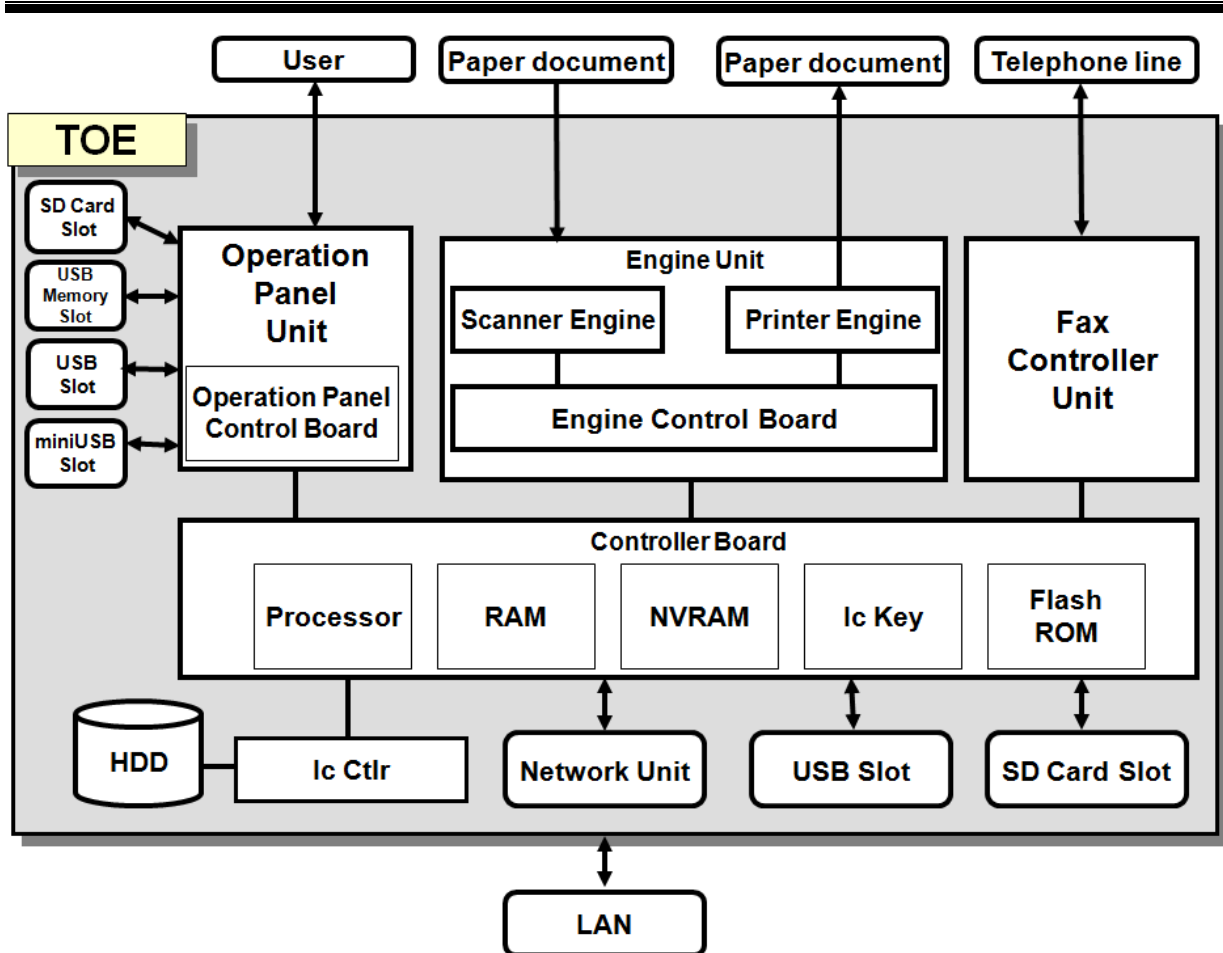 User
Paper document
Paper document
Telephone line
TOE
SD Card
Slot
USB
Memory
Slot
USB
Slot
miniUSB
Slot
Operation
Panel
Unit
Operation Panel
Control Board
Engine Unit
Scanner Engine
Printer Engine
Engine Control Board
Fax
Controller
Unit
Controller Board
Processor
RAM
NVRAM
Ic Key
Flash
ROM
HDD
Ic Ctlr
Network Unit
USB Slot
SD Card Slot
LAN